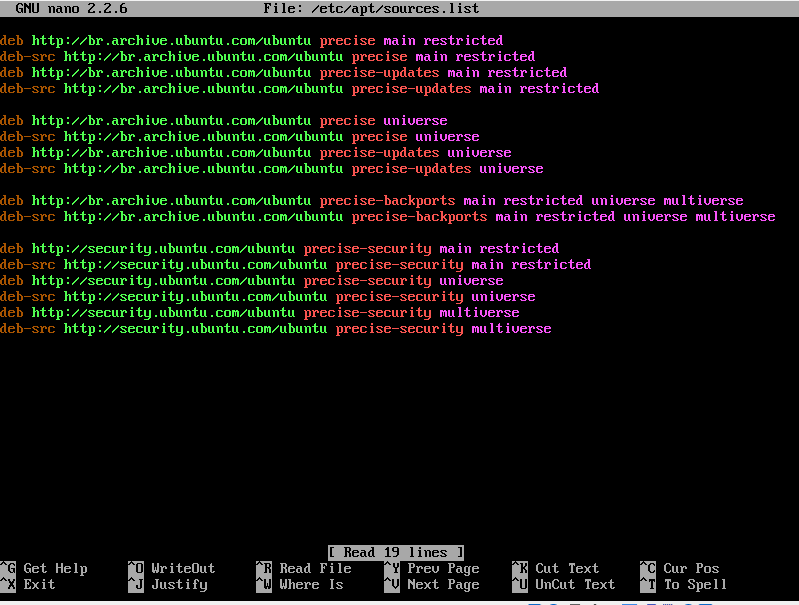 GNU nano 2.2.6 File: /etc/apt/sources.list
deb http://br.archive.ubuntu.com/ubuntu precise main restricted
deb-src http://br.archive.ubuntu.com/ubuntu precise main restricted
deb http://br.archive.ubuntu.com/ubuntu precise-updates main restricted
deb-src http://br.archive.ubuntu.com/ubuntu precise-updates main restricted
deb http://br.archive.ubuntu.com/ubuntu precise universe
deb-src http://br.archive.ubuntu.com/ubuntu precise universe
deb http://br.archive.ubuntu.com/ubuntu precise-updates universe
deb-src http://br.archive.ubuntu.com/ubuntu precise-updates universe
deb http://br.archive.ubuntu.com/ubuntu precise-backports main restricted universe multiverse
deb-src http://br.archive.ubuntu.com/ubuntu precise-backports main restricted universe multiverse
deb http://security.ubuntu.com/ubuntu precise-security main restricted
deb-src http://security.ubuntu.com/ubuntu precise-security main restricted
deb http://security.ubuntu.com/ubuntu precise-security universe
deb-src http://security.ubuntu.com/ubuntu precise-security universe
deb http://security.ubuntu.com/ubuntu precise-security multiverse
deb-src http://security.ubuntu.com/ubuntu precise-security multiverse
[ Read 19 lines ]
^G Get Help ^O WriteOut ^R Read File ^Y Prev Page ^K Cut Text ^C Cur Pos
^X Exit ^J Justify ^W Where Is ^V Next Page ^U UnCut Text ^T To Spell